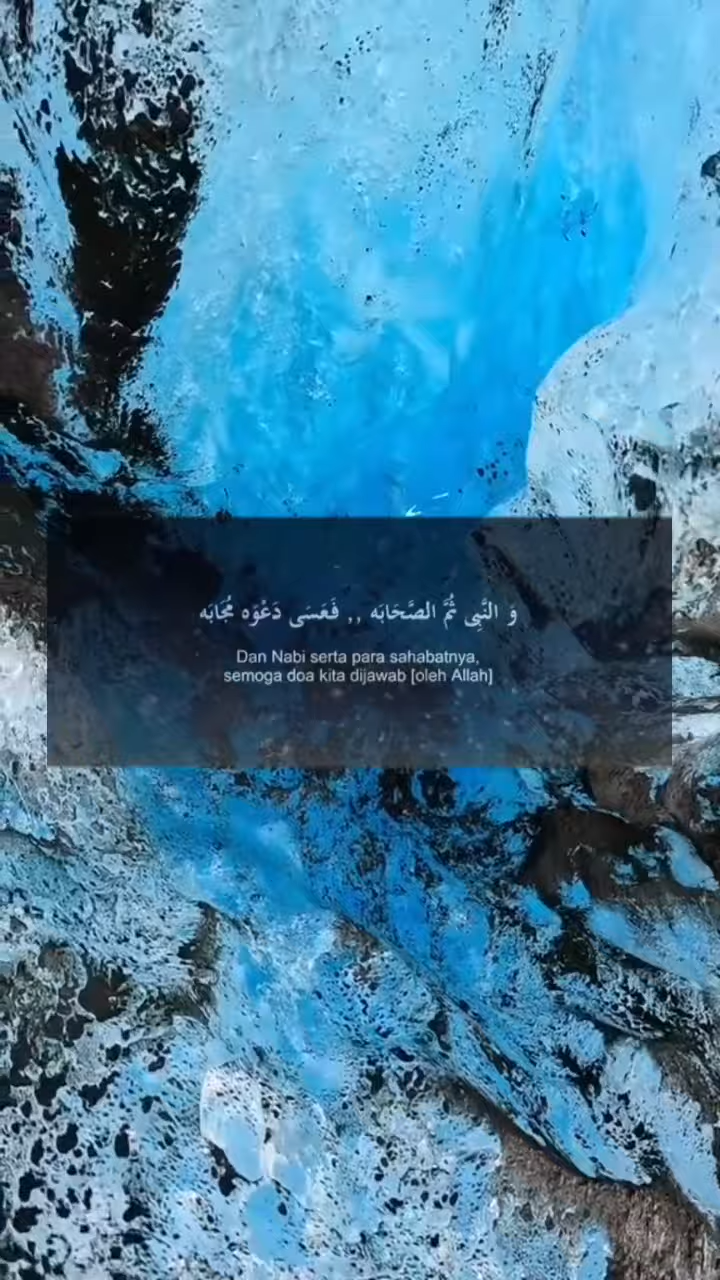 وَ النَّبِى ثُمَّ الصَّحَابَه ,, فَعَسَى دَعْوَه مُجَابَه
Dan Nabi serta para sahabatnya,
semoga doa kita dijawab [oleh Allah]